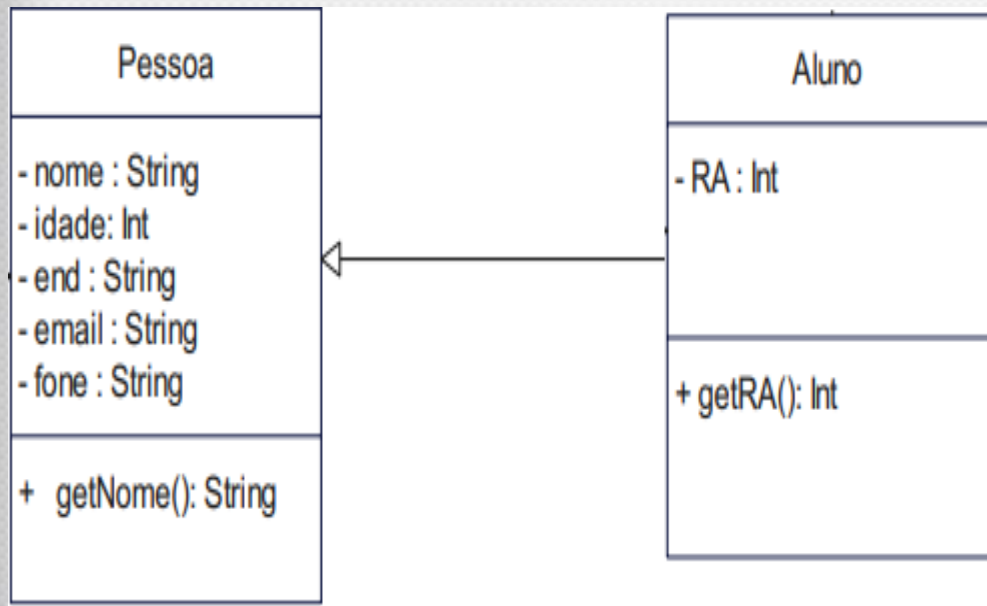 Pessoa
- nome : String
- idade: Int
- end : String
- email : String
- fone : String
+ getNome(): String
Aluno
- RA : Int
+ getRA(): Int